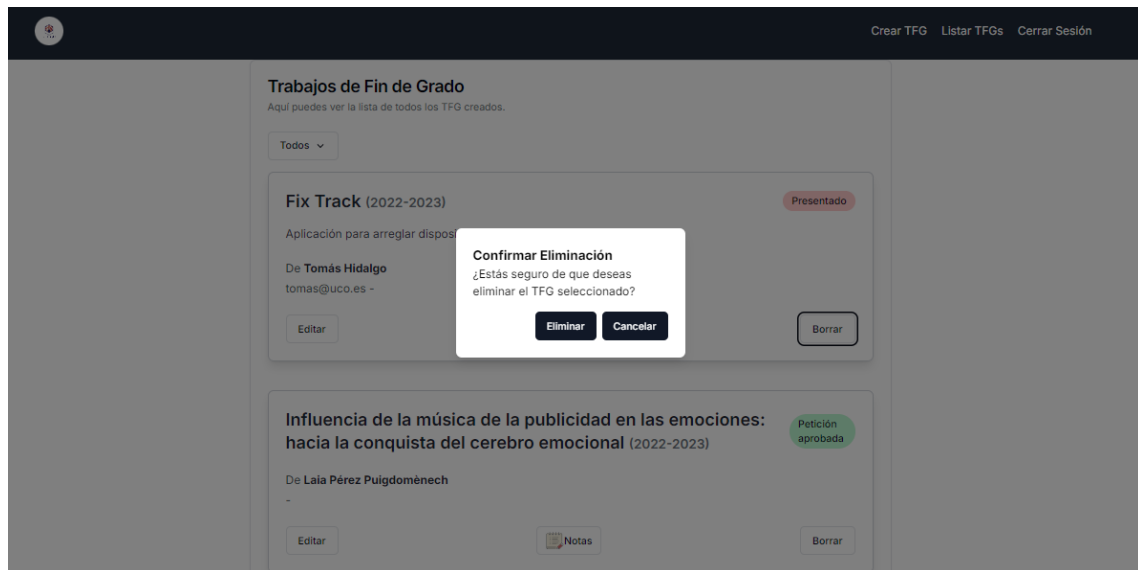 Crear TFG Listar TFGs Cerrar Sesión
Trabajos de Fin de Grado
Aquí puedes ver la lista de todos los TFG creados.
Todos
Fix Track (2022-2023)
Presentado
Aplicación para arreglar
De Tomás Hidalgo
tomas@uco.es -
Editar
Borrar
Confirmar Eliminación
¿Estás seguro de que deseas
eliminar el TFG seleccionado?
Eliminar Cancelar
Influencia de la música de la publicidad en las emociones:
hacia la conquista del cerebro emocional (2022-2023)
Petición
aprobada
De Laia Pérez Puigdomènech
-
Editar
Notas
Borrar